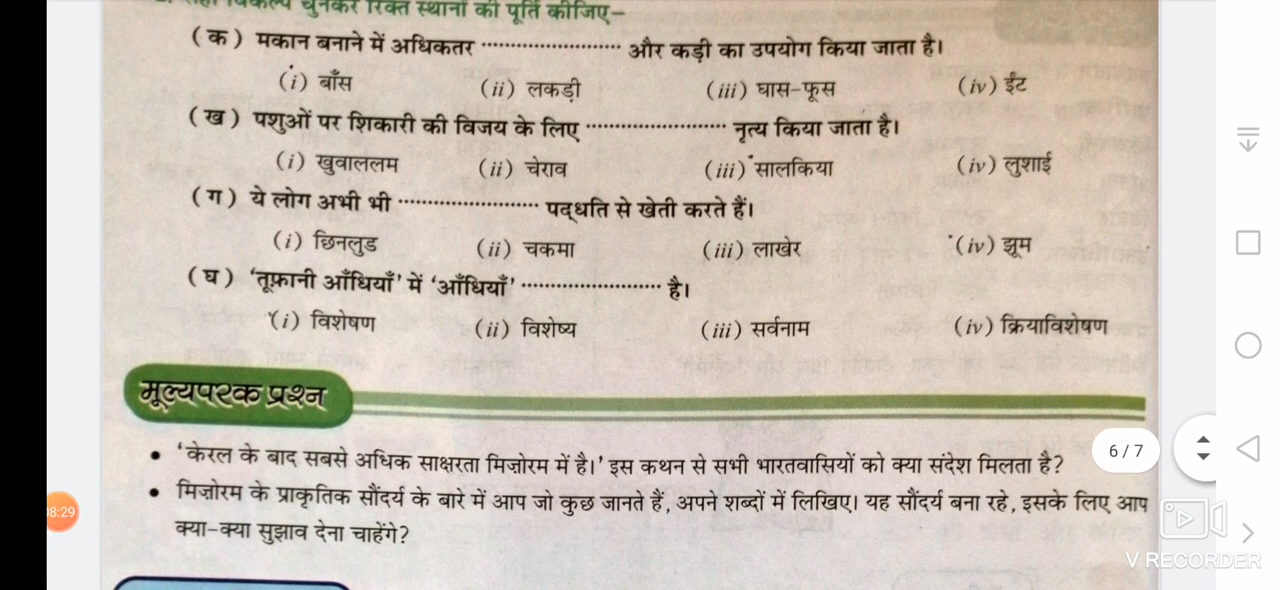 सही विकल्प चुनकर रिक्त स्थानों की पूर्ति कीजिए–
(क) मकान बनाने में अधिकतर ..................... और कड़ी का उपयोग किया जाता है।
(i) बाँस (ii) लकड़ी (iii) घास-फूस (iv) ईंट
(ख) पशुओं पर शिकारी की विजय के लिए ..................... नृत्य किया जाता है।
(i) खुवाललम (ii) चेराव (iii) सालकिया (iv) लुशाई
(ग) ये लोग अभी भी ..................... पद्धति से खेती करते हैं।
(i) छिनलुड (ii) चकमा (iii) लाखेर (iv) झूम
(घ) ‘तूफ़ानी आँधियाँ’ में ‘आँधियाँ’ ..................... है।
(i) विशेषण (ii) विशेष्य (iii) सर्वनाम (iv) क्रियाविशेषण
मूल्यपरक प्रश्न
• ‘केरल के बाद सबसे अधिक साक्षरता मिज़ोरम में है।’ इस कथन से सभी भारतवासियों को क्या संदेश मिलता है?
6 / 7
• मिज़ोरम के प्राकृतिक सौंदर्य के बारे में आप जो कुछ जानते हैं, अपने शब्दों में लिखिए। यह सौंदर्य बना रहे, इसके लिए आप
क्या-क्या सुझाव देना चाहेंगे?
8:29
V RECORDER